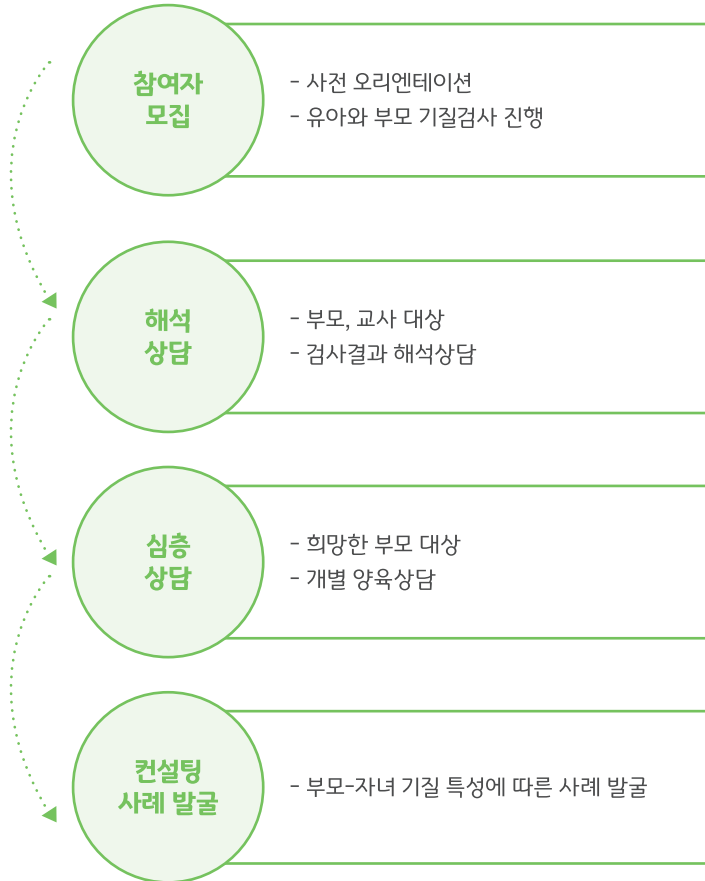 참여자
모집
- 사전 오리엔테이션
- 유아와 부모 기질검사 진행
해석
상담
- 부모, 교사 대상
- 검사결과 해석상담
심층
상담
- 희망한 부모 대상
- 개별 양육상담
컨설팅
사례 발굴
- 부모-자녀 기질 특성에 따른 사례 발굴